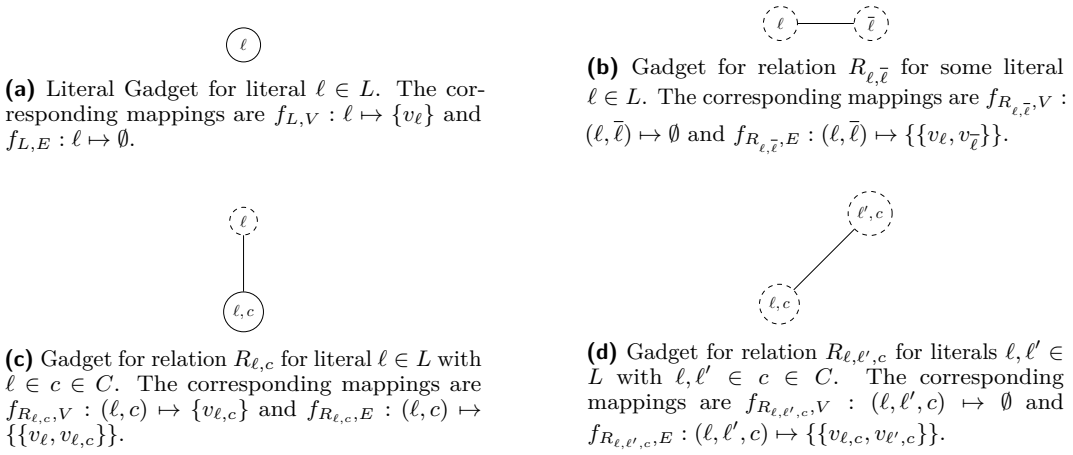 ℓ
(a) Literal Gadget for literal ℓ ∈ L. The cor-
responding mappings are f_{L,V} : ℓ ↦ {v_ℓ} and
f_{L,E} : ℓ ↦ ∅.
ℓ ℓ̅
(b) Gadget for relation R_{ℓ,ℓ̅} for some literal
ℓ ∈ L. The corresponding mappings are f_{R_{ℓ,ℓ̅},V} :
(ℓ, ℓ̅) ↦ ∅ and f_{R_{ℓ,ℓ̅},E} : (ℓ, ℓ̅) ↦ {{v_ℓ, v_ℓ̅}}.
ℓ
ℓ, c
(c) Gadget for relation R_{ℓ,c} for literal ℓ ∈ L with
ℓ ∈ c ∈ C. The corresponding mappings are
f_{R_{ℓ,c},V} : (ℓ, c) ↦ {v_{ℓ,c}} and f_{R_{ℓ,c},E} : (ℓ, c) ↦
{{v_ℓ, v_{ℓ,c}}}.
ℓ′, c
ℓ, c
(d) Gadget for relation R_{ℓ,ℓ′,c} for literals ℓ, ℓ′ ∈
L with ℓ, ℓ′ ∈ c ∈ C. The corresponding
mappings are f_{R_{ℓ,ℓ′,c},V} : (ℓ, ℓ′, c) ↦ ∅ and
f_{R_{ℓ,ℓ′,c},E} : (ℓ, ℓ′, c) ↦ {{v_{ℓ,c}, v_{ℓ′,c}}}.